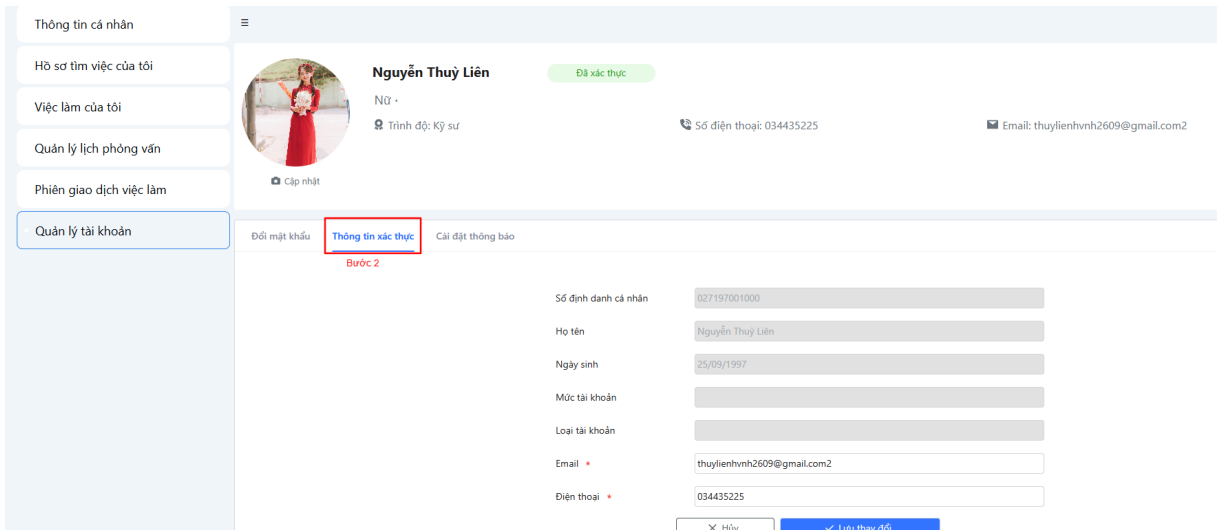 Thông tin cá nhân
Hồ sơ tìm việc của tôi
Việc làm của tôi
Quản lý lịch phỏng vấn
Phiên giao dịch việc làm
Quản lý tài khoản
Nguyễn Thuỳ Liên
Đã xác thực
Nữ ·
Trình độ: Kỹ sư
Số điện thoại: 034435225
Email: thuylienhvnh2609@gmail.com2
Cập nhật
Đổi mật khẩu Thông tin xác thực Cài đặt thông báo
Bước 2
Số định danh cá nhân 027197001000
Họ tên Nguyễn Thuỳ Liên
Ngày sinh 25/09/1997
Mức tài khoản
Loại tài khoản
Email * thuylienhvnh2609@gmail.com2
Điện thoại * 034435225
Hủy Lưu thay đổi